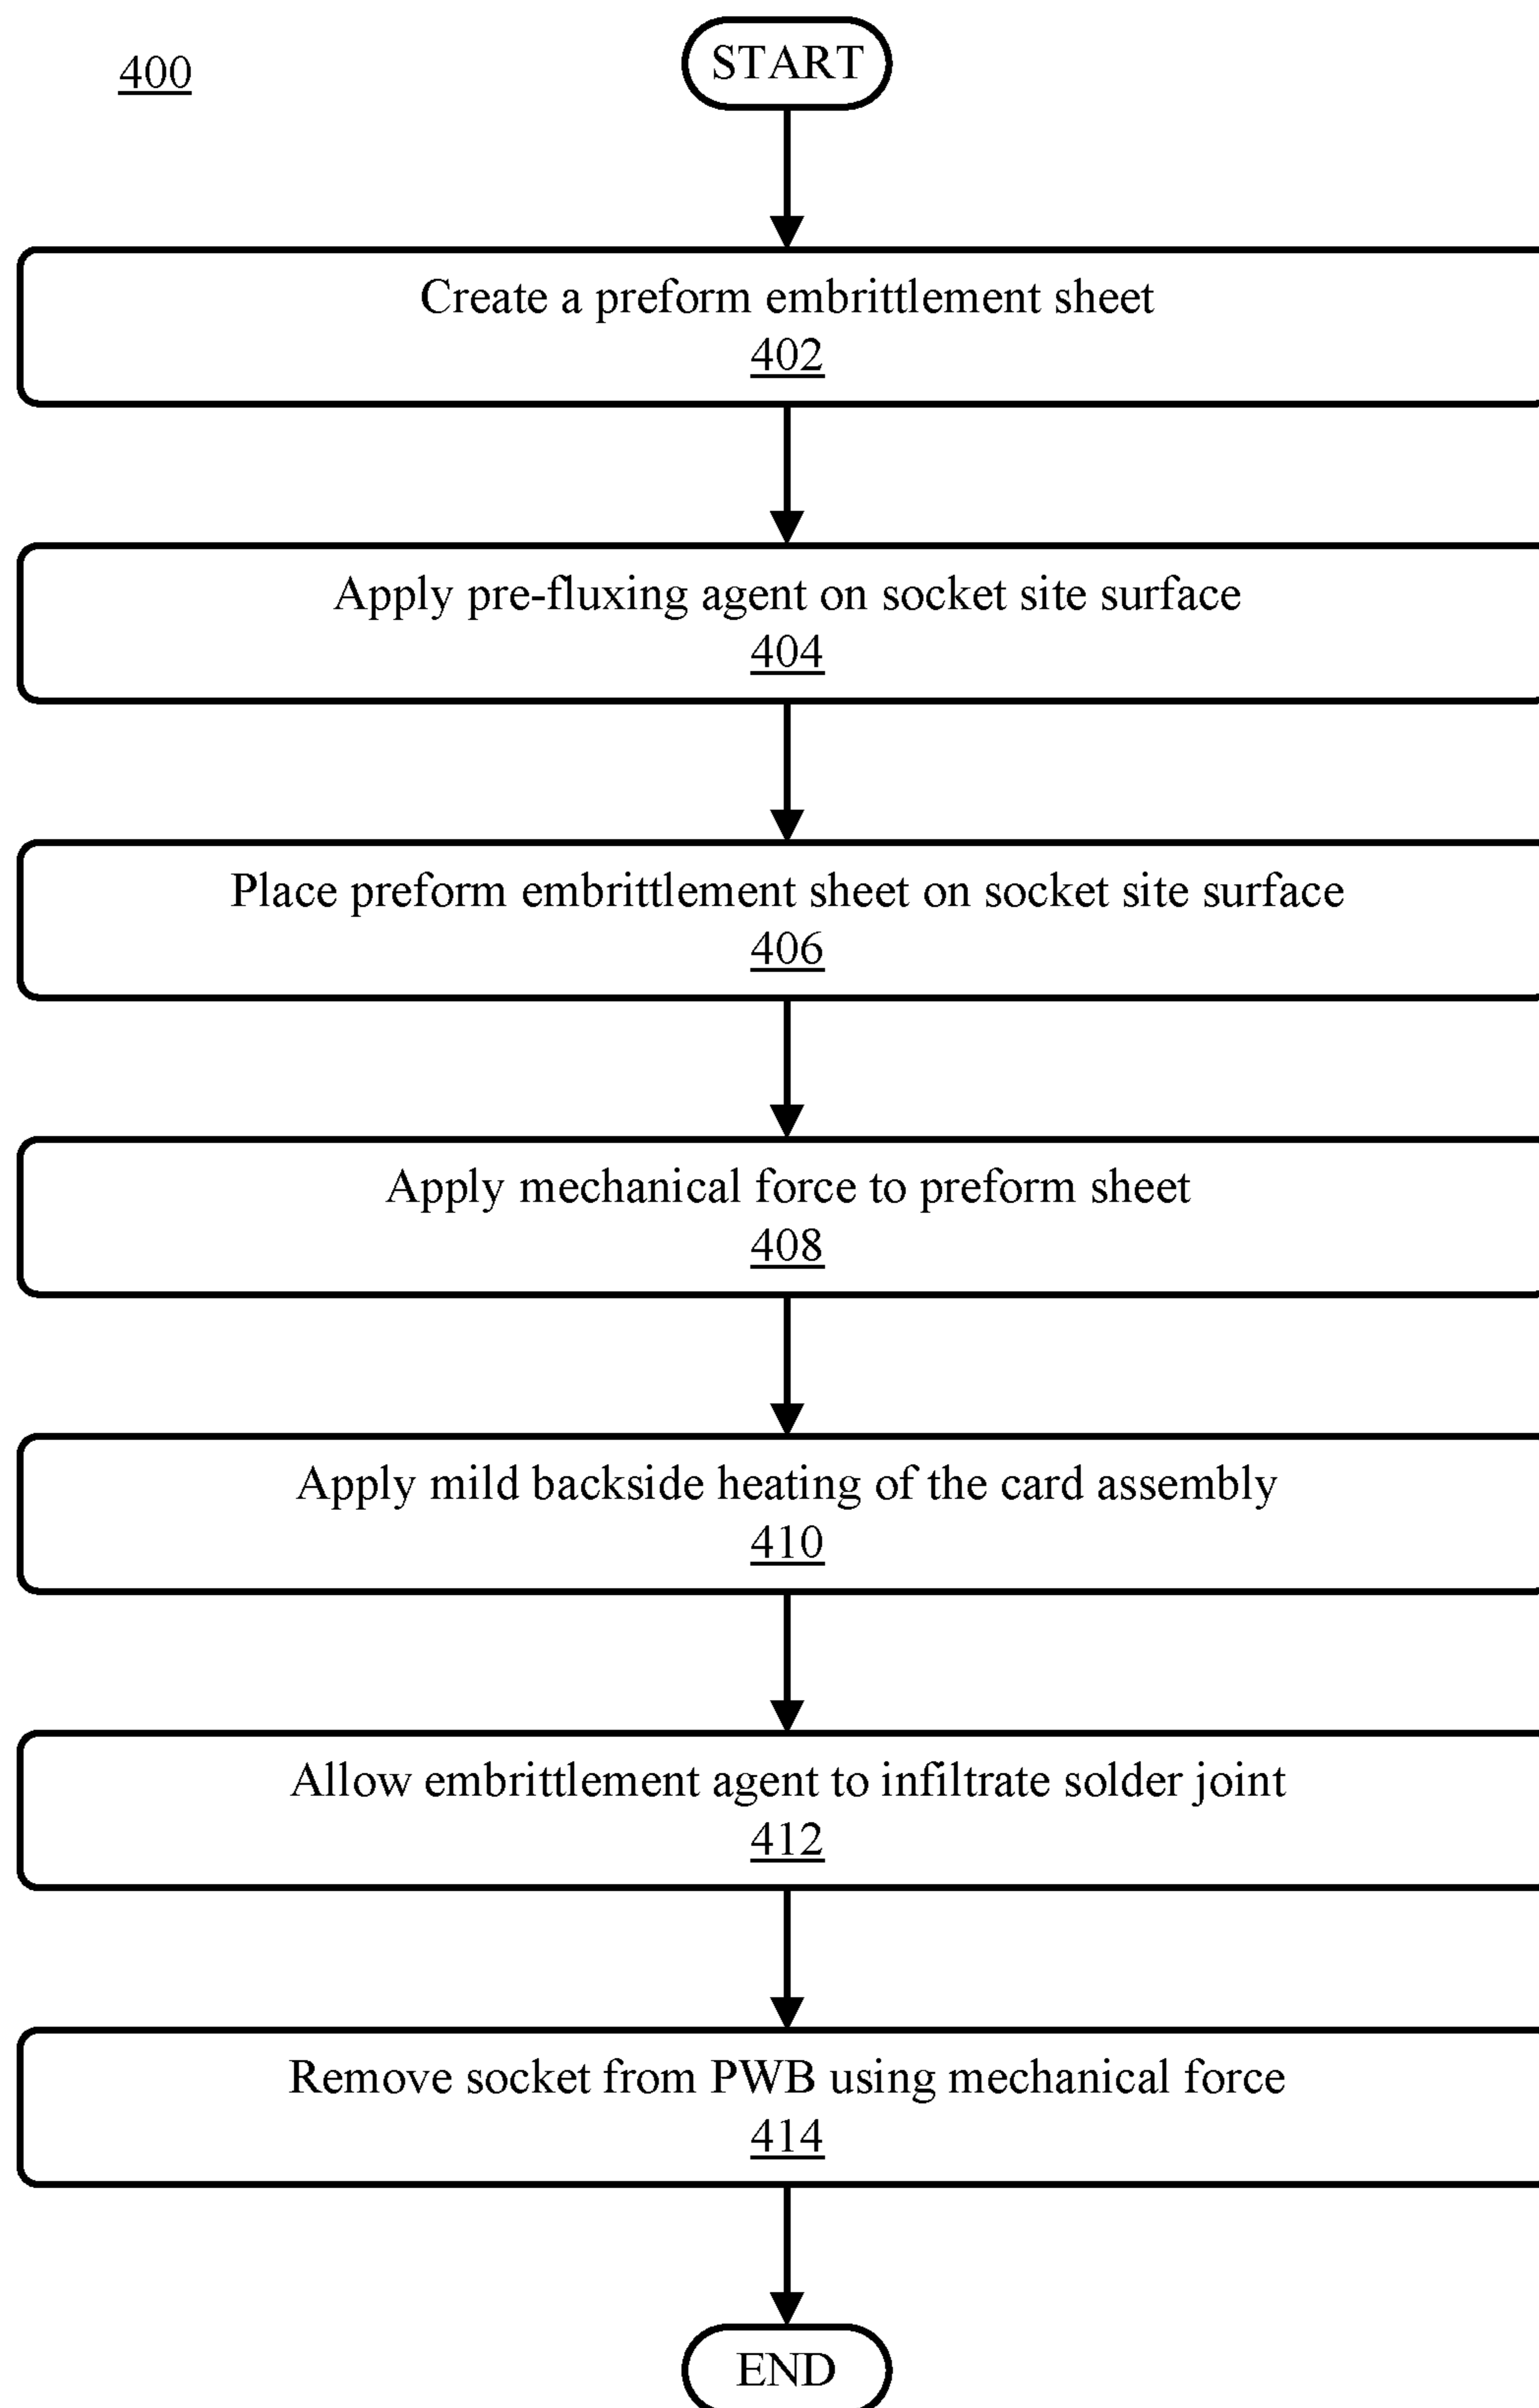 400
START
Create a preform embrittlement sheet
402
Apply pre-fluxing agent on socket site surface
404
Place preform embrittlement sheet on socket site surface
406
Apply mechanical force to preform sheet
408
Apply mild backside heating of the card assembly
410
Allow embrittlement agent to infiltrate solder joint
412
Remove socket from PWB using mechanical force
414
END